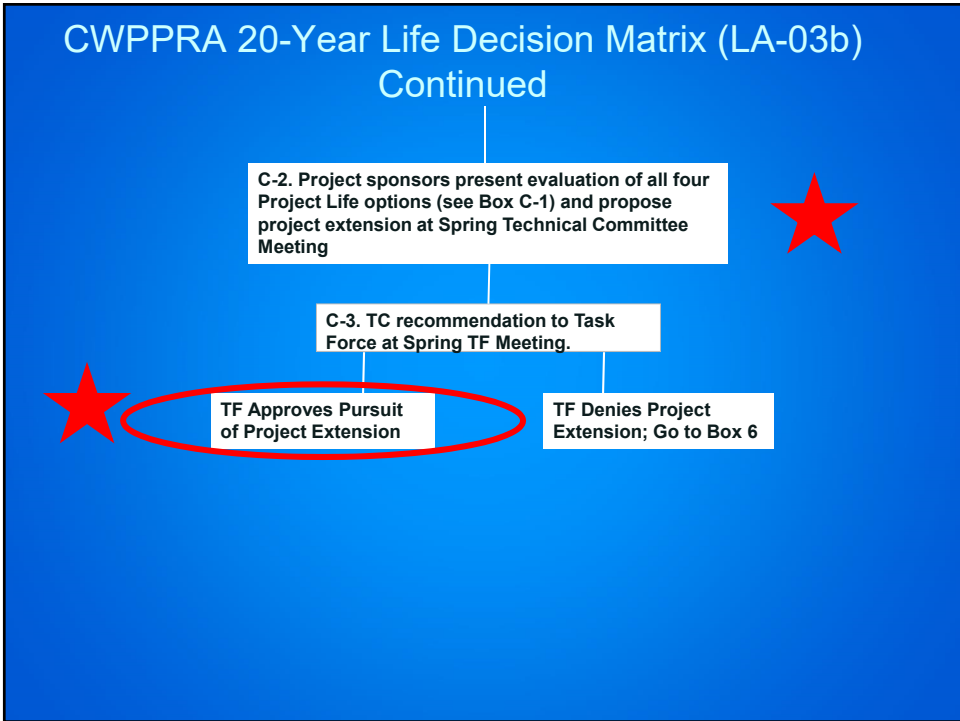 CWPPRA 20-Year Life Decision Matrix (LA-03b)
Continued
C-2. Project sponsors present evaluation of all four
Project Life options (see Box C-1) and propose
project extension at Spring Technical Committee
Meeting
C-3. TC recommendation to Task
Force at Spring TF Meeting.
TF Approves Pursuit
of Project Extension
TF Denies Project
Extension; Go to Box 6